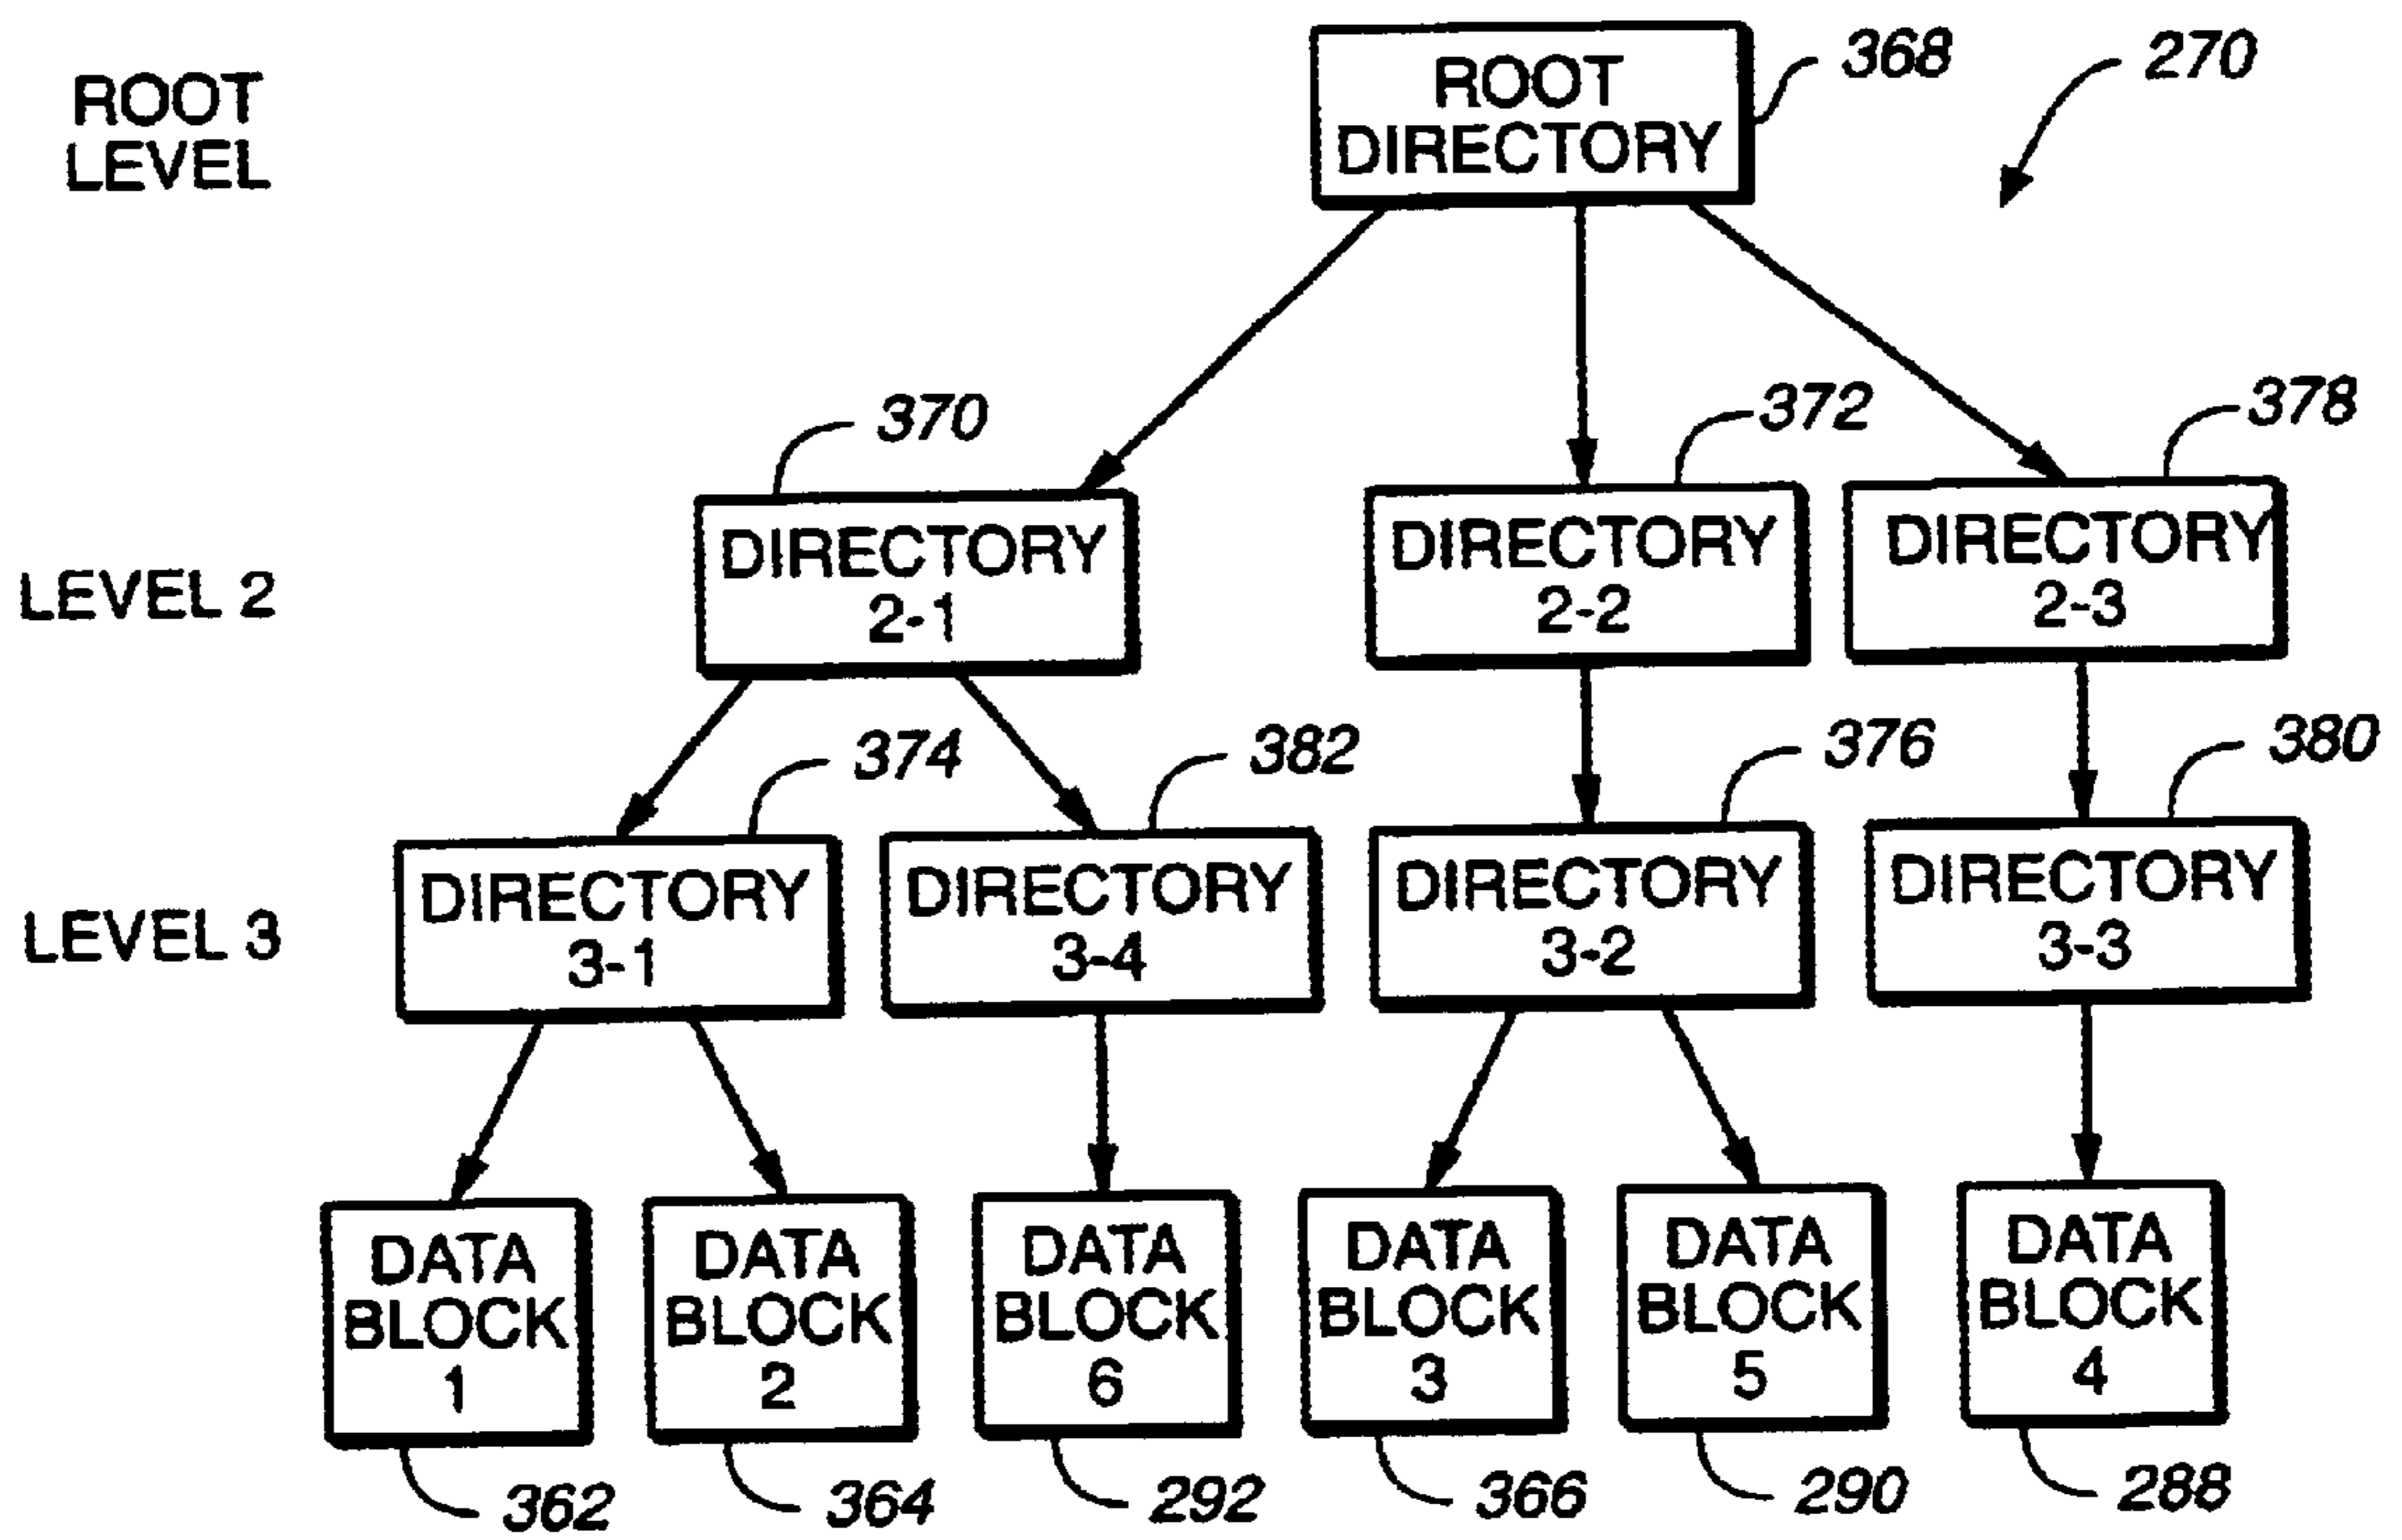 ROOT
LEVEL
ROOT
DIRECTORY
368
270
LEVEL 2
370
372
378
DIRECTORY
2-1
DIRECTORY
2-2
DIRECTORY
2-3
LEVEL 3
374
382
376
380
DIRECTORY
3-1
DIRECTORY
3-4
DIRECTORY
3-2
DIRECTORY
3-3
DATA
BLOCK
1
DATA
BLOCK
2
DATA
BLOCK
6
DATA
BLOCK
3
DATA
BLOCK
5
DATA
BLOCK
4
362
364
292
366
290
288